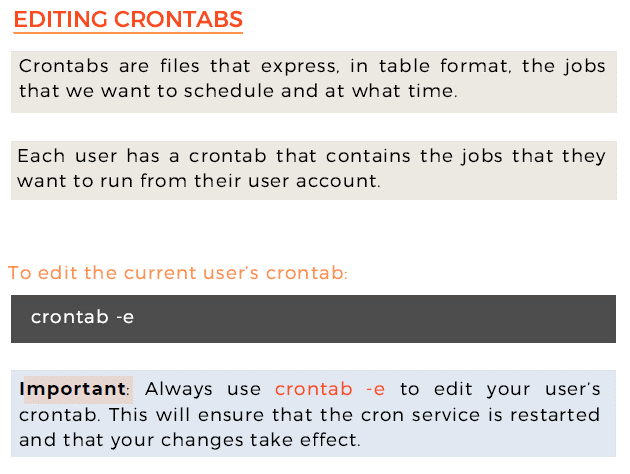 EDITING CRONTABS
Crontabs are files that express, in table format, the jobs
that we want to schedule and at what time.
Each user has a crontab that contains the jobs that they
want to run from their user account.
To edit the current user's crontab:
crontab -e
Important: Always use crontab -e to edit your user's
crontab. This will ensure that the cron service is restarted
and that your changes take effect.